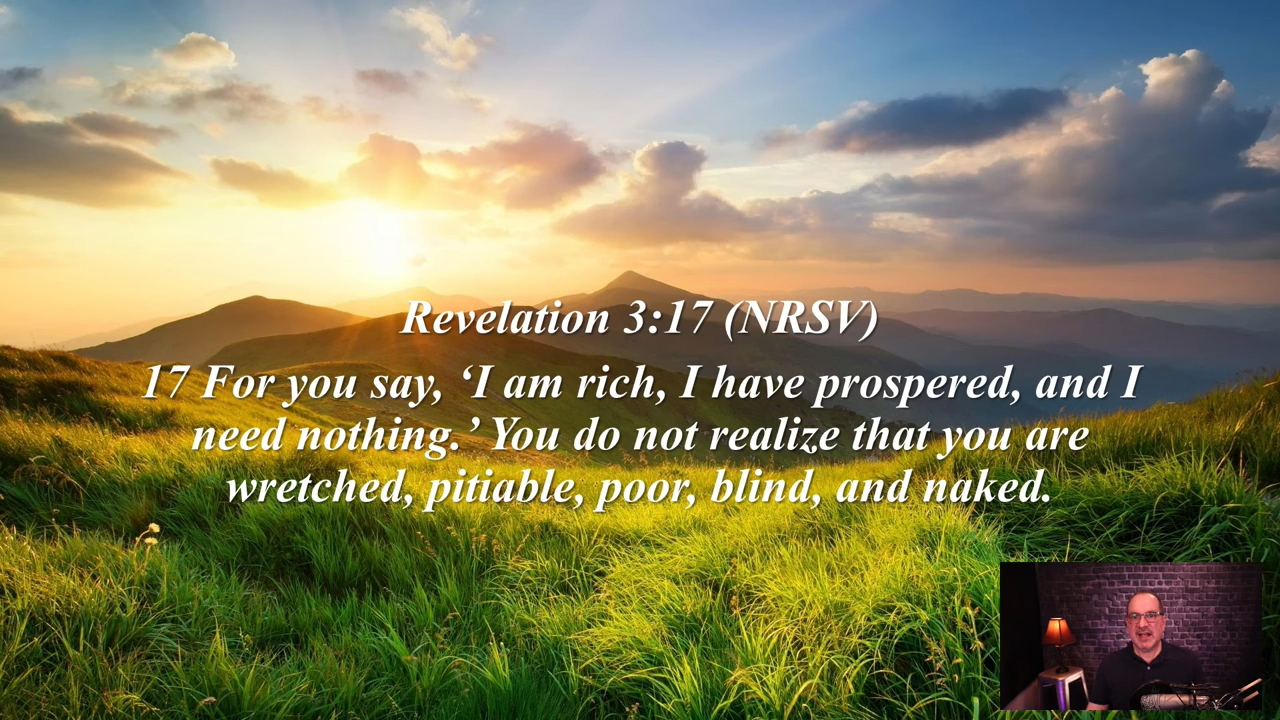 Revelation 3:17 (NRSV)
17 For you say, ‘I am rich, I have prospered, and I
need nothing.’ You do not realize that you are
wretched, pitiable, poor, blind, and naked.